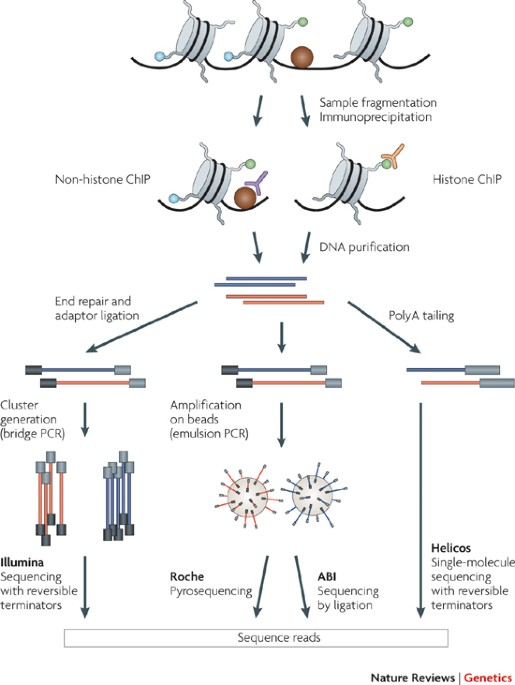 Sample fragmentation
Immunoprecipitation
Non-histone ChIP
Histone ChIP
DNA purification
End repair and
adaptor ligation
PolyA tailing
Cluster
generation
(bridge PCR)
Amplification
on beads
(emulsion PCR)
Illumina
Sequencing
with reversible
terminators
Roche
Pyrosequencing
ABI
Sequencing
by ligation
Helicos
Single-molecule
sequencing
with reversible
terminators
Sequence reads
Nature Reviews | Genetics